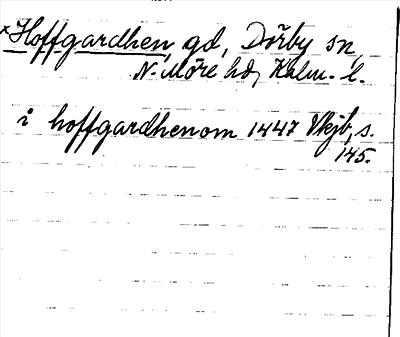 *Hoffgardhen, gd, Dörby sn,
N. Möre hd, Kalm. l.
i hoffgardhenom 1447 Vkjb, s.
145.